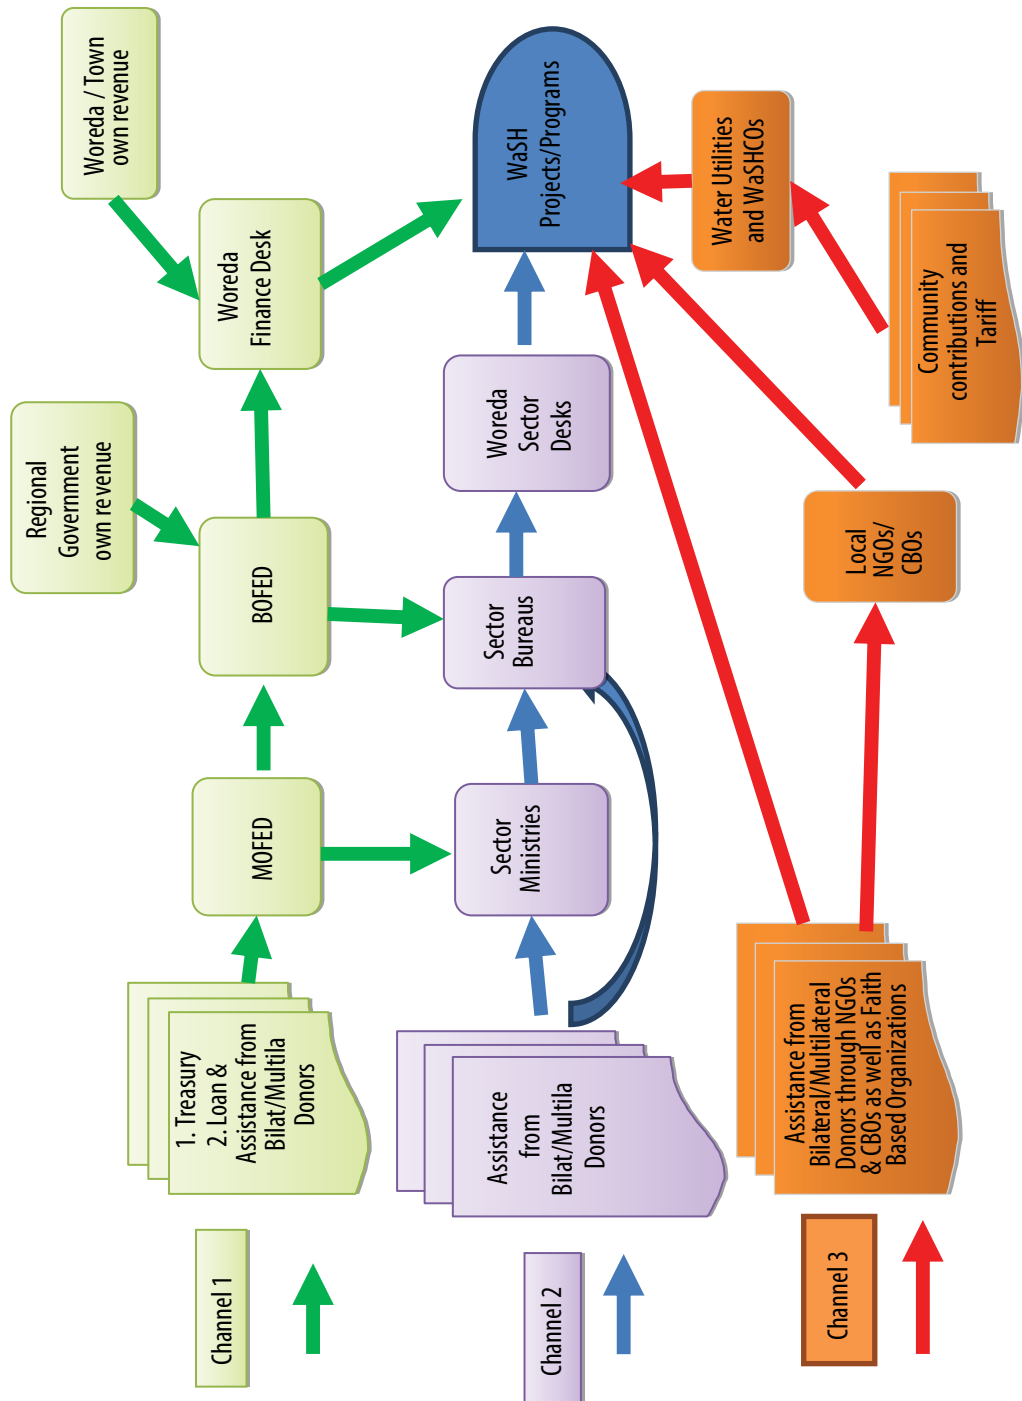 Channel 1
1. Treasury
2. Loan &
Assistance from
Bilat/Multila
Donors
MOFED
BOFED
Regional
Government
own revenue
Woreda
Finance Desk
Woreda / Town
own revenue
Channel 2
Assistance
from
Bilat/Multila
Donors
Sector
Ministries
Sector
Bureaus
Woreda
Sector
Desks
WaSH
Projects/Programs
Channel 3
Assistance from
Bilateral/Multilateral
Donors through NGOs
& CBOs as well as Faith
Based Organizations
Local
NGOs/
CBOs
Water Utilities
and WaSHCOs
Community
contributions and
Tariff